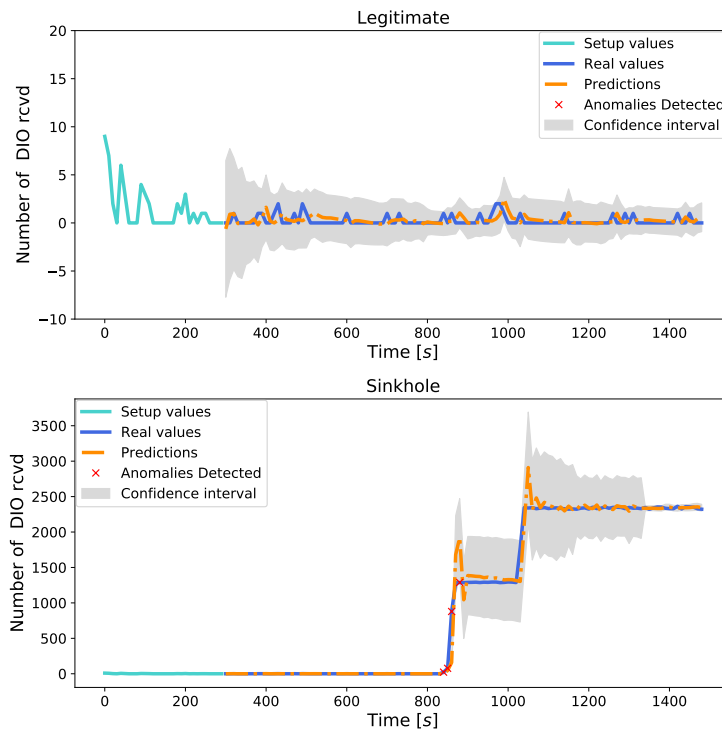 Legitimate
20
15
10
5
0
−5
−10
Number of  DIO rcvd
Setup values
Real values
Predictions
Anomalies Detected
Confidence interval
0 200 400 600 800 1000 1200 1400
Time [s]
Sinkhole
3500
3000
2500
2000
1500
1000
500
0
Number of  DIO rcvd
Setup values
Real values
Predictions
Anomalies Detected
Confidence interval
0 200 400 600 800 1000 1200 1400
Time [s]